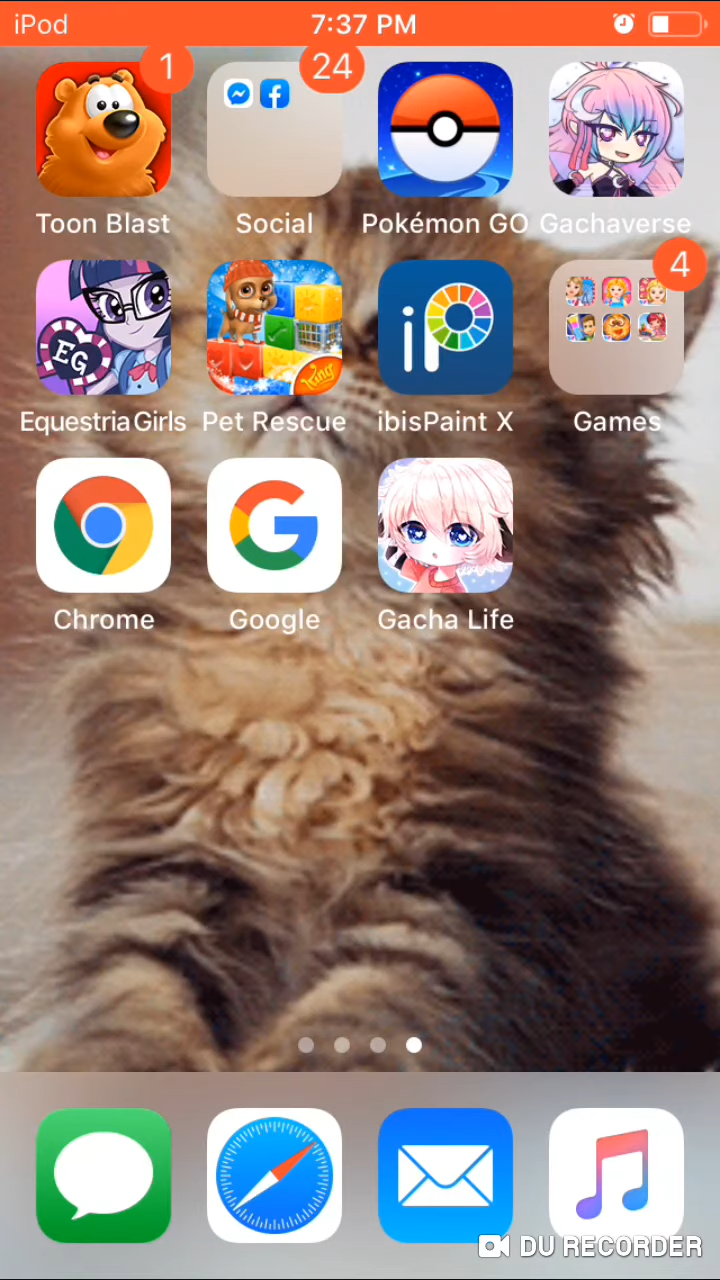 iPod 7:37 PM
1 24
Toon Blast Social Pokémon GO Gachaverse
4
EG King
Equestria Girls Pet Rescue ibisPaint X Games
Chrome Google Gacha Life
DU RECORDER